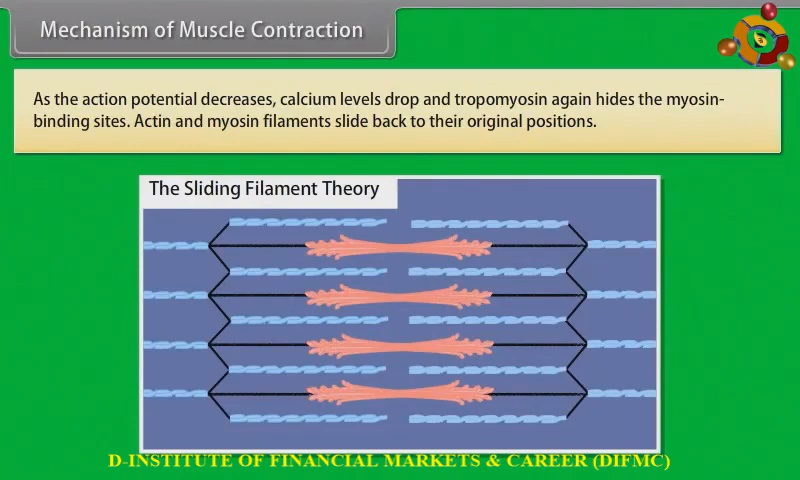 Mechanism of Muscle Contraction
As the action potential decreases, calcium levels drop and tropomyosin again hides the myosin-
binding sites. Actin and myosin filaments slide back to their original positions.
The Sliding Filament Theory
D-INSTITUTE OF FINANCIAL MARKETS & CAREER (DIFMC)